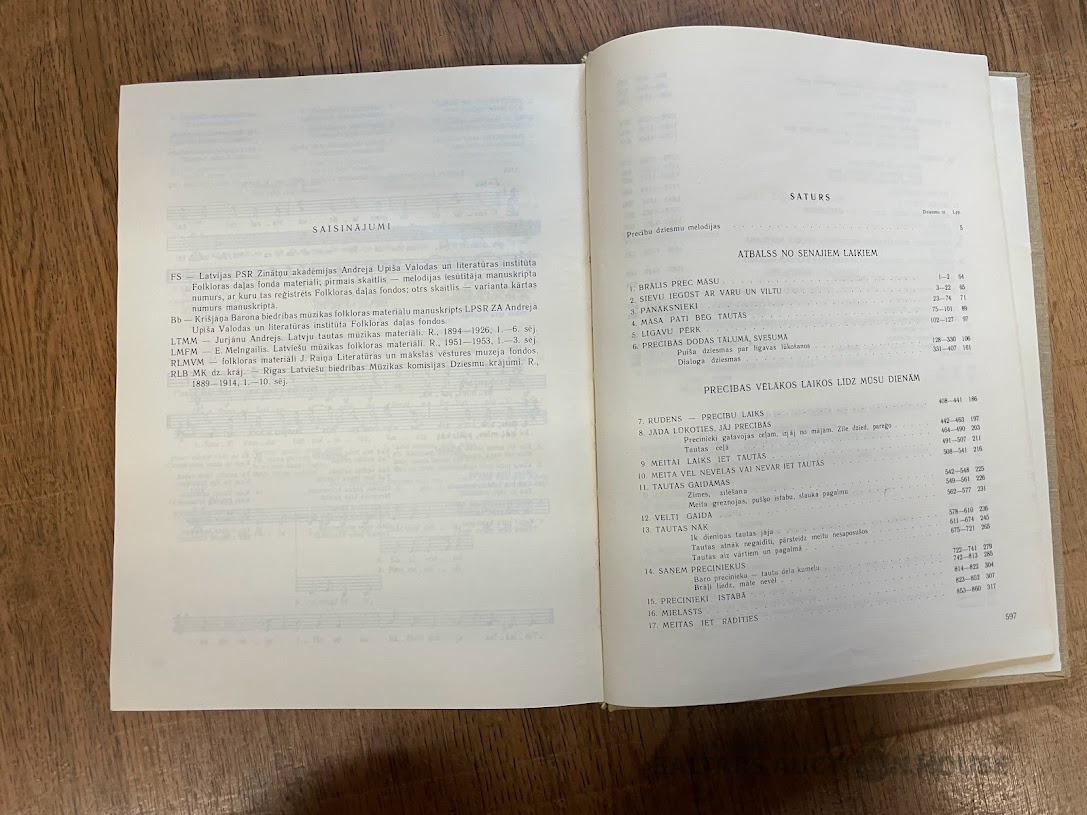 SAĪSINĀJUMI
FS — Latvijas PSR Zinātņu akadēmijas Andreja Upīša Valodas un literatūras institūta
Folkloras daļas fonda materiāli; pirmais skaitlis — melodijas iesūtītāja manuskripta
numurs, ar kuru tas reģistrēts Folkloras daļas fondos; otrs skaitlis — varianta kārtas
numurs manuskriptā.
Bb — Krišjāņa Barona biedrības mūzikas folkloras materiālu manuskripts LPSR ZA Andreja
Upīša Valodas un literatūras institūta Folkloras daļas fondos.
LTMM — Jurjānu Andrejs. Latvju tautas mūzikas materiāli. R., 1894—1926, 1.—6. sēj.
LMFM — E. Melngailis. Latviešu mūzikas folkloras materiāli. R., 1951—1953, 1.—3. sēj.
RLMVM — folkloras materiāli J. Raiņa Literatūras un mākslas vēstures muzeja fondos.
RLB MK dz. krāj. — Rīgas Latviešu biedrības Mūzikas komisijas Dziesmu krājumi. R.,
1889—1914, 1.—10. sēj.
SATURS
Dziesmu nr. Lpp.
Precību dziesmu melodijas 5
ATBALSS NO SENAJIEM LAIKIEM
1. BRĀLIS PREC MĀSU 1—2 64
2. SIEVU IEGŪST AR VARU UN VILTU 3—22 65
3. PANĀKSNIEKI 23—74 71
4. MĀSA PATI BĒG TAUTĀS 75—101 89
5. LĪGAVU PĒRK 102—127 97
6. PRECĪBAS DODAS TĀLUMĀ, SVEŠUMĀ
Puiša dziesmas par līgavas lūkošanos 128—330 106
Dialoga dziesmas 331—407 161
PRECĪBAS VĒLĀKOS LAIKOS LĪDZ MŪSU DIENĀM
7. RUDENS — PRECĪBU LAIKS 408—441 186
8. JĀDA LŪKOTIES, JĀJ PRECĪBĀS
Precinieki gatavojas ceļam, izjāj no mājām. Zīle dzied, pareģo 442—463 197
Tautas ceļā 464—490 203
9. MEITAI LAIKS IET TAUTĀS 491—507 211
10. MEITA VĒL NEVĒLAS VAI NEVAR IET TAUTĀS 508—541 216
11. TAUTAS GAIDĀMAS
Zīmes, zīlēšana 542—548 225
Meita greznojas, pušķo istabu, slauka pagalmu 549—561 226
12. VELTI GAIDA 562—577 231
13. TAUTAS NĀK
Ik dieniņas tautas jāja 578—610 236
Tautas atnāk negaidīti, pārsteidz meitu nesaposušos 611—674 245
Tautas aiz vārtiem un pagalmā 675—721 265
14. SAŅEM PRECINIEKUS
Baro precinieka — tautu dēla kumeļu 722—741 279
Brāļi liedz, māte nevēl 742—813 285
15. PRECINIEKI ISTABĀ 814—822 304
16. MIELASTS 823—852 307
17. MEITAS IET RĀDĪTIES 853—860 317
597